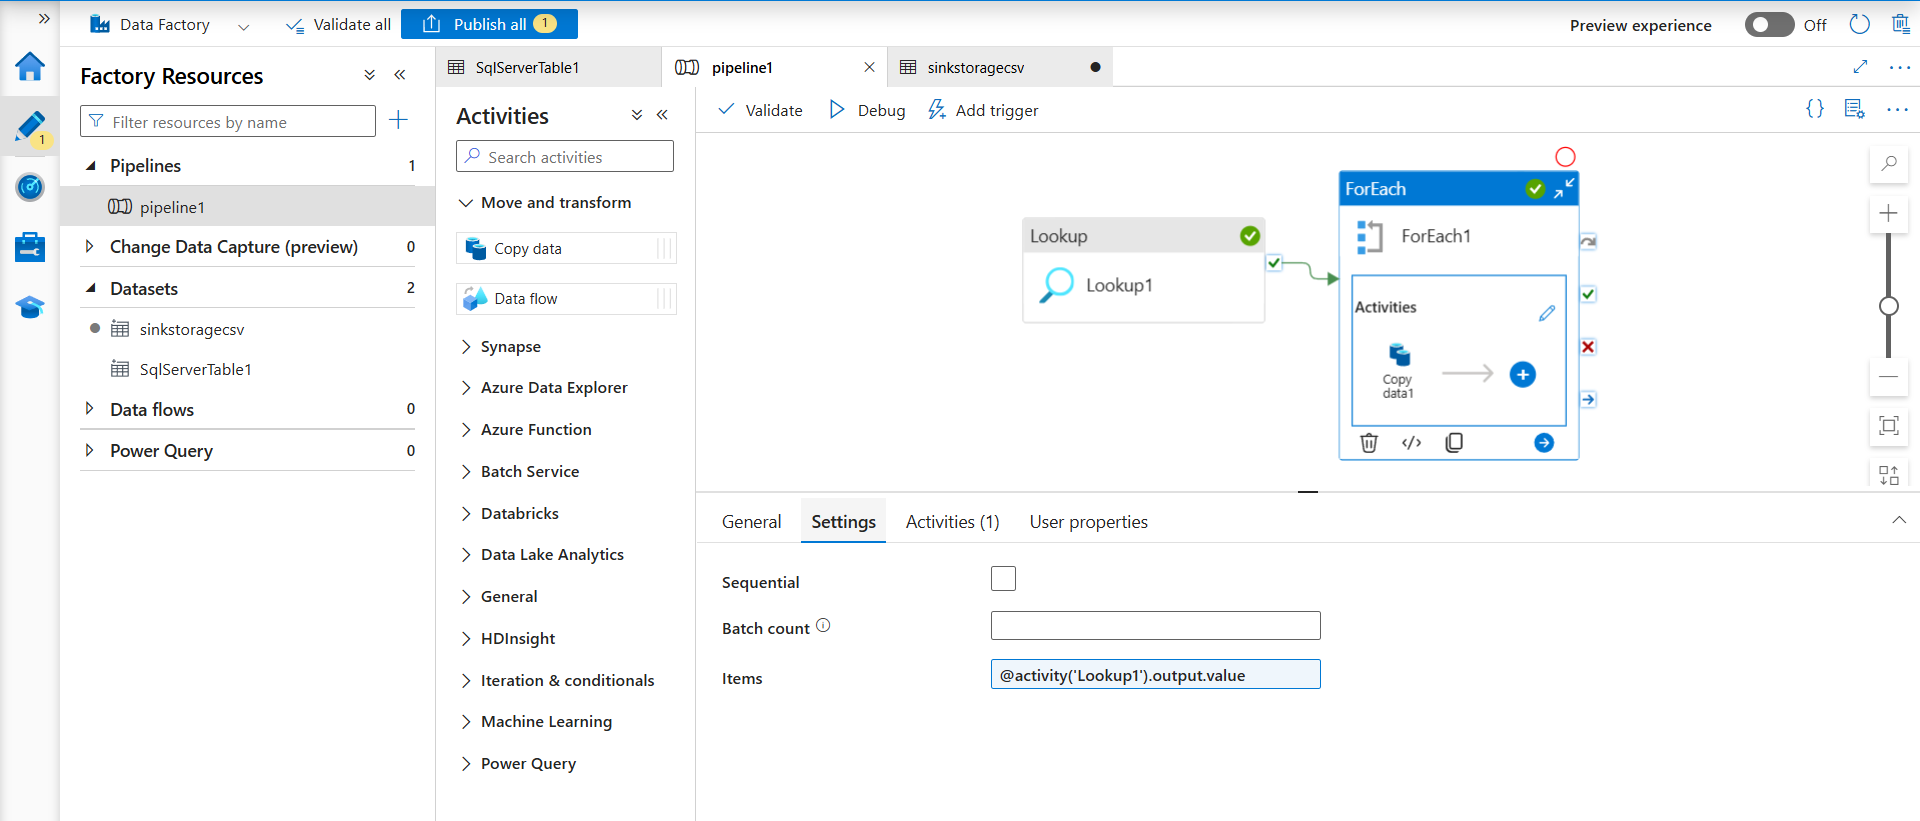 Data Factory
Validate all
Publish all 1
Preview experience
Off
1
Factory Resources
Filter resources by name
Pipelines 1
pipeline1
Change Data Capture (preview) 0
Datasets 2
sinkstoragecsv
SqlServerTable1
Data flows 0
Power Query 0
SqlServerTable1
pipeline1
sinkstoragecsv
Activities
Search activities
Move and transform
Copy data
Data flow
Synapse
Azure Data Explorer
Azure Function
Batch Service
Databricks
Data Lake Analytics
General
HDInsight
Iteration & conditionals
Machine Learning
Power Query
Validate
Debug
Add trigger
Lookup
Lookup1
ForEach
ForEach1
Activities
Copy
data1
General
Settings
Activities (1)
User properties
Sequential
Batch count
Items
@activity('Lookup1').output.value